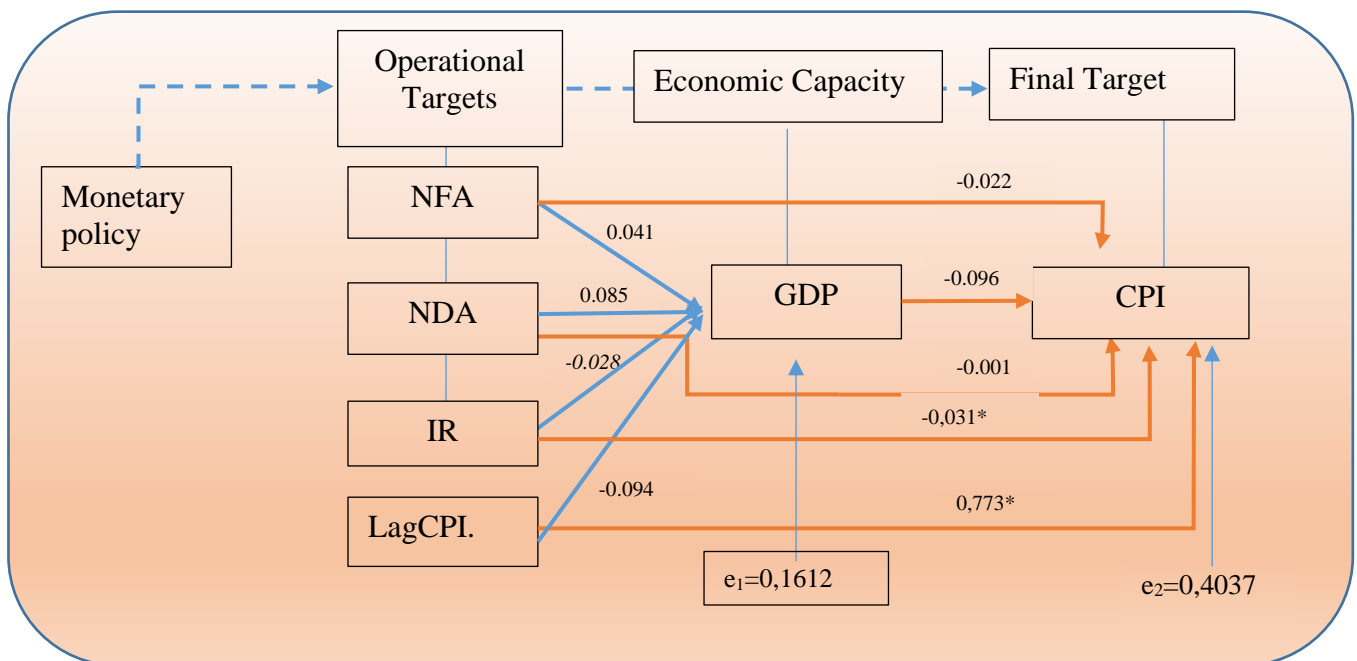 Operational
Targets
Economic Capacity
Final Target
Monetary
policy
NFA
-0.022
0.041
NDA
0.085
GDP
-0.096
CPI
-0.028
-0.001
IR
-0,031*
-0.094
LagCPI.
0,773*
e₁=0,1612
e₂=0,4037